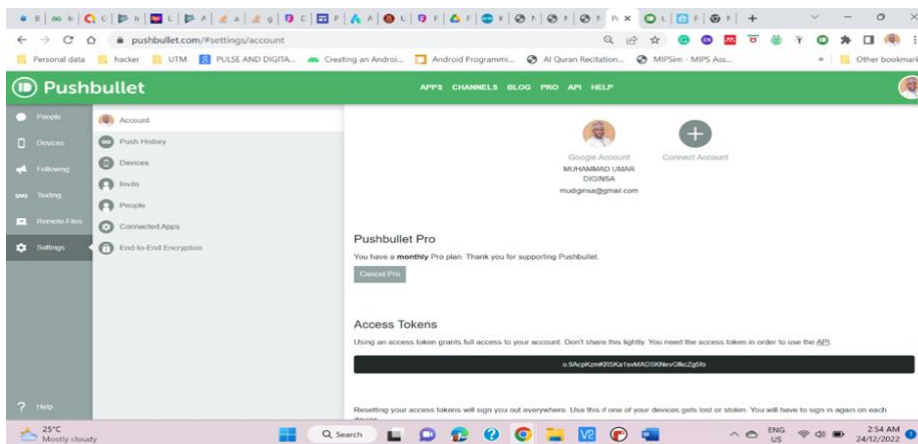 pushbullet.com/#settings/account
Personal data
hacker
UTM
PULSE AND DIGITA...
Creating an Androi...
Android Programmi...
Al Quran Recitation...
MIPSim - MIPS Ass...
»
Other bookmark
Pushbullet
APPS CHANNELS BLOG PRO API HELP
People
Devices
Following
SMS Texting
Remote Files
Settings
Help
Account
Push History
Devices
Invite
People
Connected Apps
End-to-End Encryption
Google Account
MUHAMMAD UMAR
DIGINSA
mudiginsa@gmail.com
Connect Account
Pushbullet Pro
You have a monthly Pro plan. Thank you for supporting Pushbullet.
Cancel Pro
Access Tokens
Using an access token grants full access to your account. Don't share this lightly. You need the access token in order to use the API.
Resetting your access tokens will sign you out everywhere. Use this if one of your devices gets lost or stolen. You will have to sign in again on each
25°C
Mostly cloudy
Search
ENG
US
2:54 AM
24/12/2022